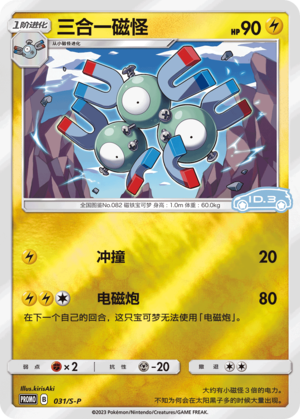 1阶进化
三合一磁怪
HP90
从小磁怪进化
全国图鉴No.082 磁铁宝可梦 身高：1.0m 体重：60.0kg
ID.3
冲撞 20
电磁炮 80
在下一个自己的回合，这只宝可梦无法使用「电磁炮」。
弱点 ×2 抗性 -20 撤退
Illus.kirisAki
PROMO B 031/S-P
大约有小磁怪3倍的电力。
不知为何会在太阳黑子多的时候大量出现。
©2023 Pokémon/Nintendo/Creatures/GAME FREAK.